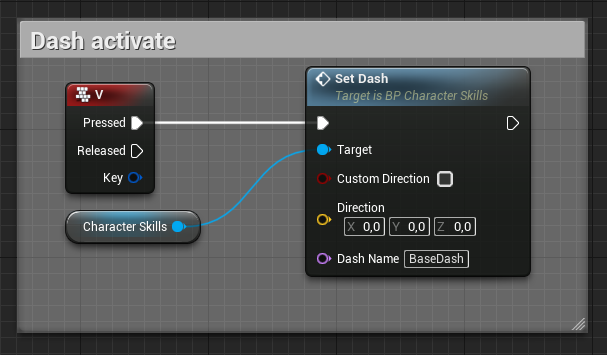 Dash activate
V
Pressed
Released
Key
Character Skills
Set Dash
Target is BP Character Skills
Target
Custom Direction
Direction
X 0,0 Y 0,0 Z 0,0
Dash Name BaseDash